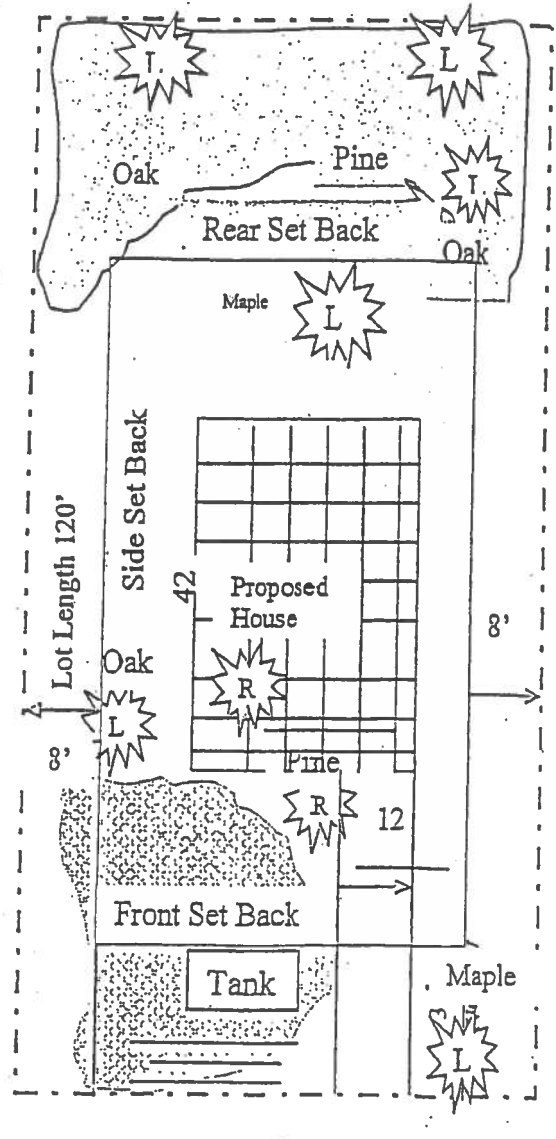 L
L
Oak
Pine
L
Rear Set Back
Oak
Maple
L
Side Set Back
Lot Length 120'
42
Proposed
House
8'
Oak
R
L
8'
Pine
R
12
Front Set Back
Tank
Maple
L